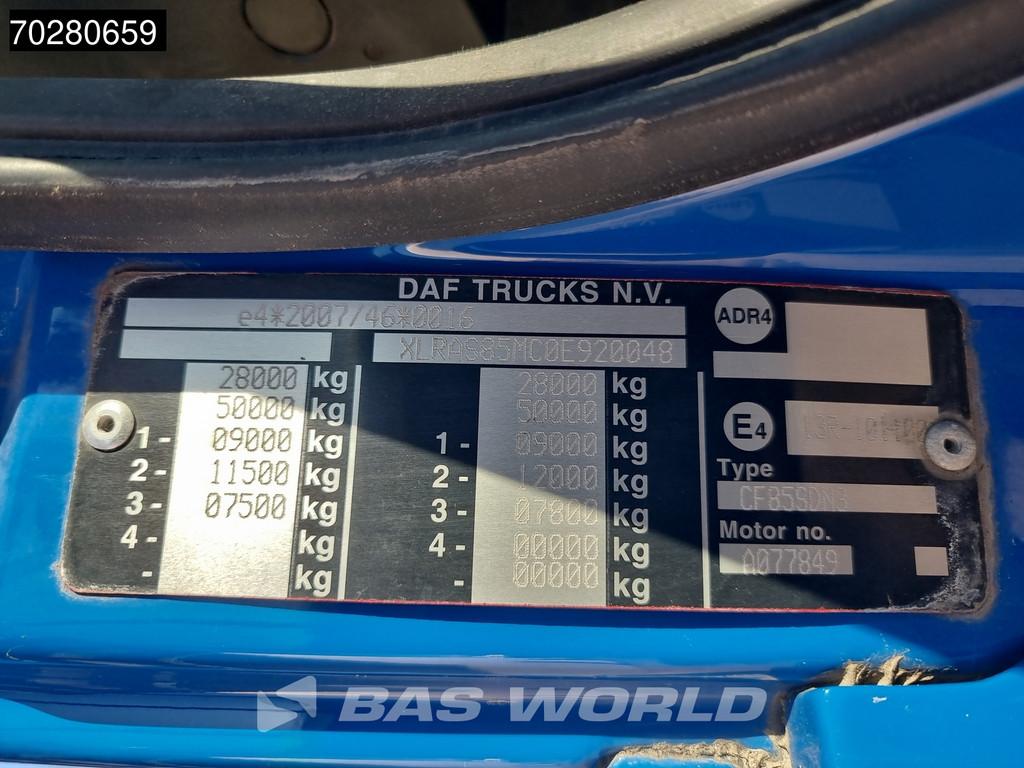 70280659
DAF TRUCKS N.V.
e4*2007/46*0016
ADR4
XLRAS85MC0E920048
28000 kg 28000 kg
50000 kg 50000 kg
1- 09000 kg 1- 09000 kg
2- 11500 kg 2- 12000 kg
3- 07500 kg 3- 07800 kg
4- kg 4- 00000 kg
- kg - 00000 kg
E4
Type
CF85SDN3
Motor no.
A077849
BAS WORLD